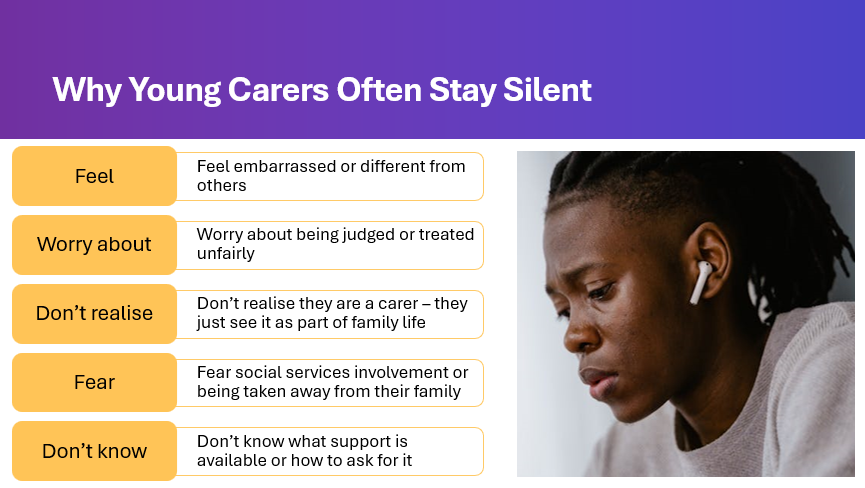 Why Young Carers Often Stay Silent
Feel
Feel embarrassed or different from
others
Worry about
Worry about being judged or treated
unfairly
Don’t realise
Don’t realise they are a carer – they
just see it as part of family life
Fear
Fear social services involvement or
being taken away from their family
Don’t know
Don’t know what support is
available or how to ask for it